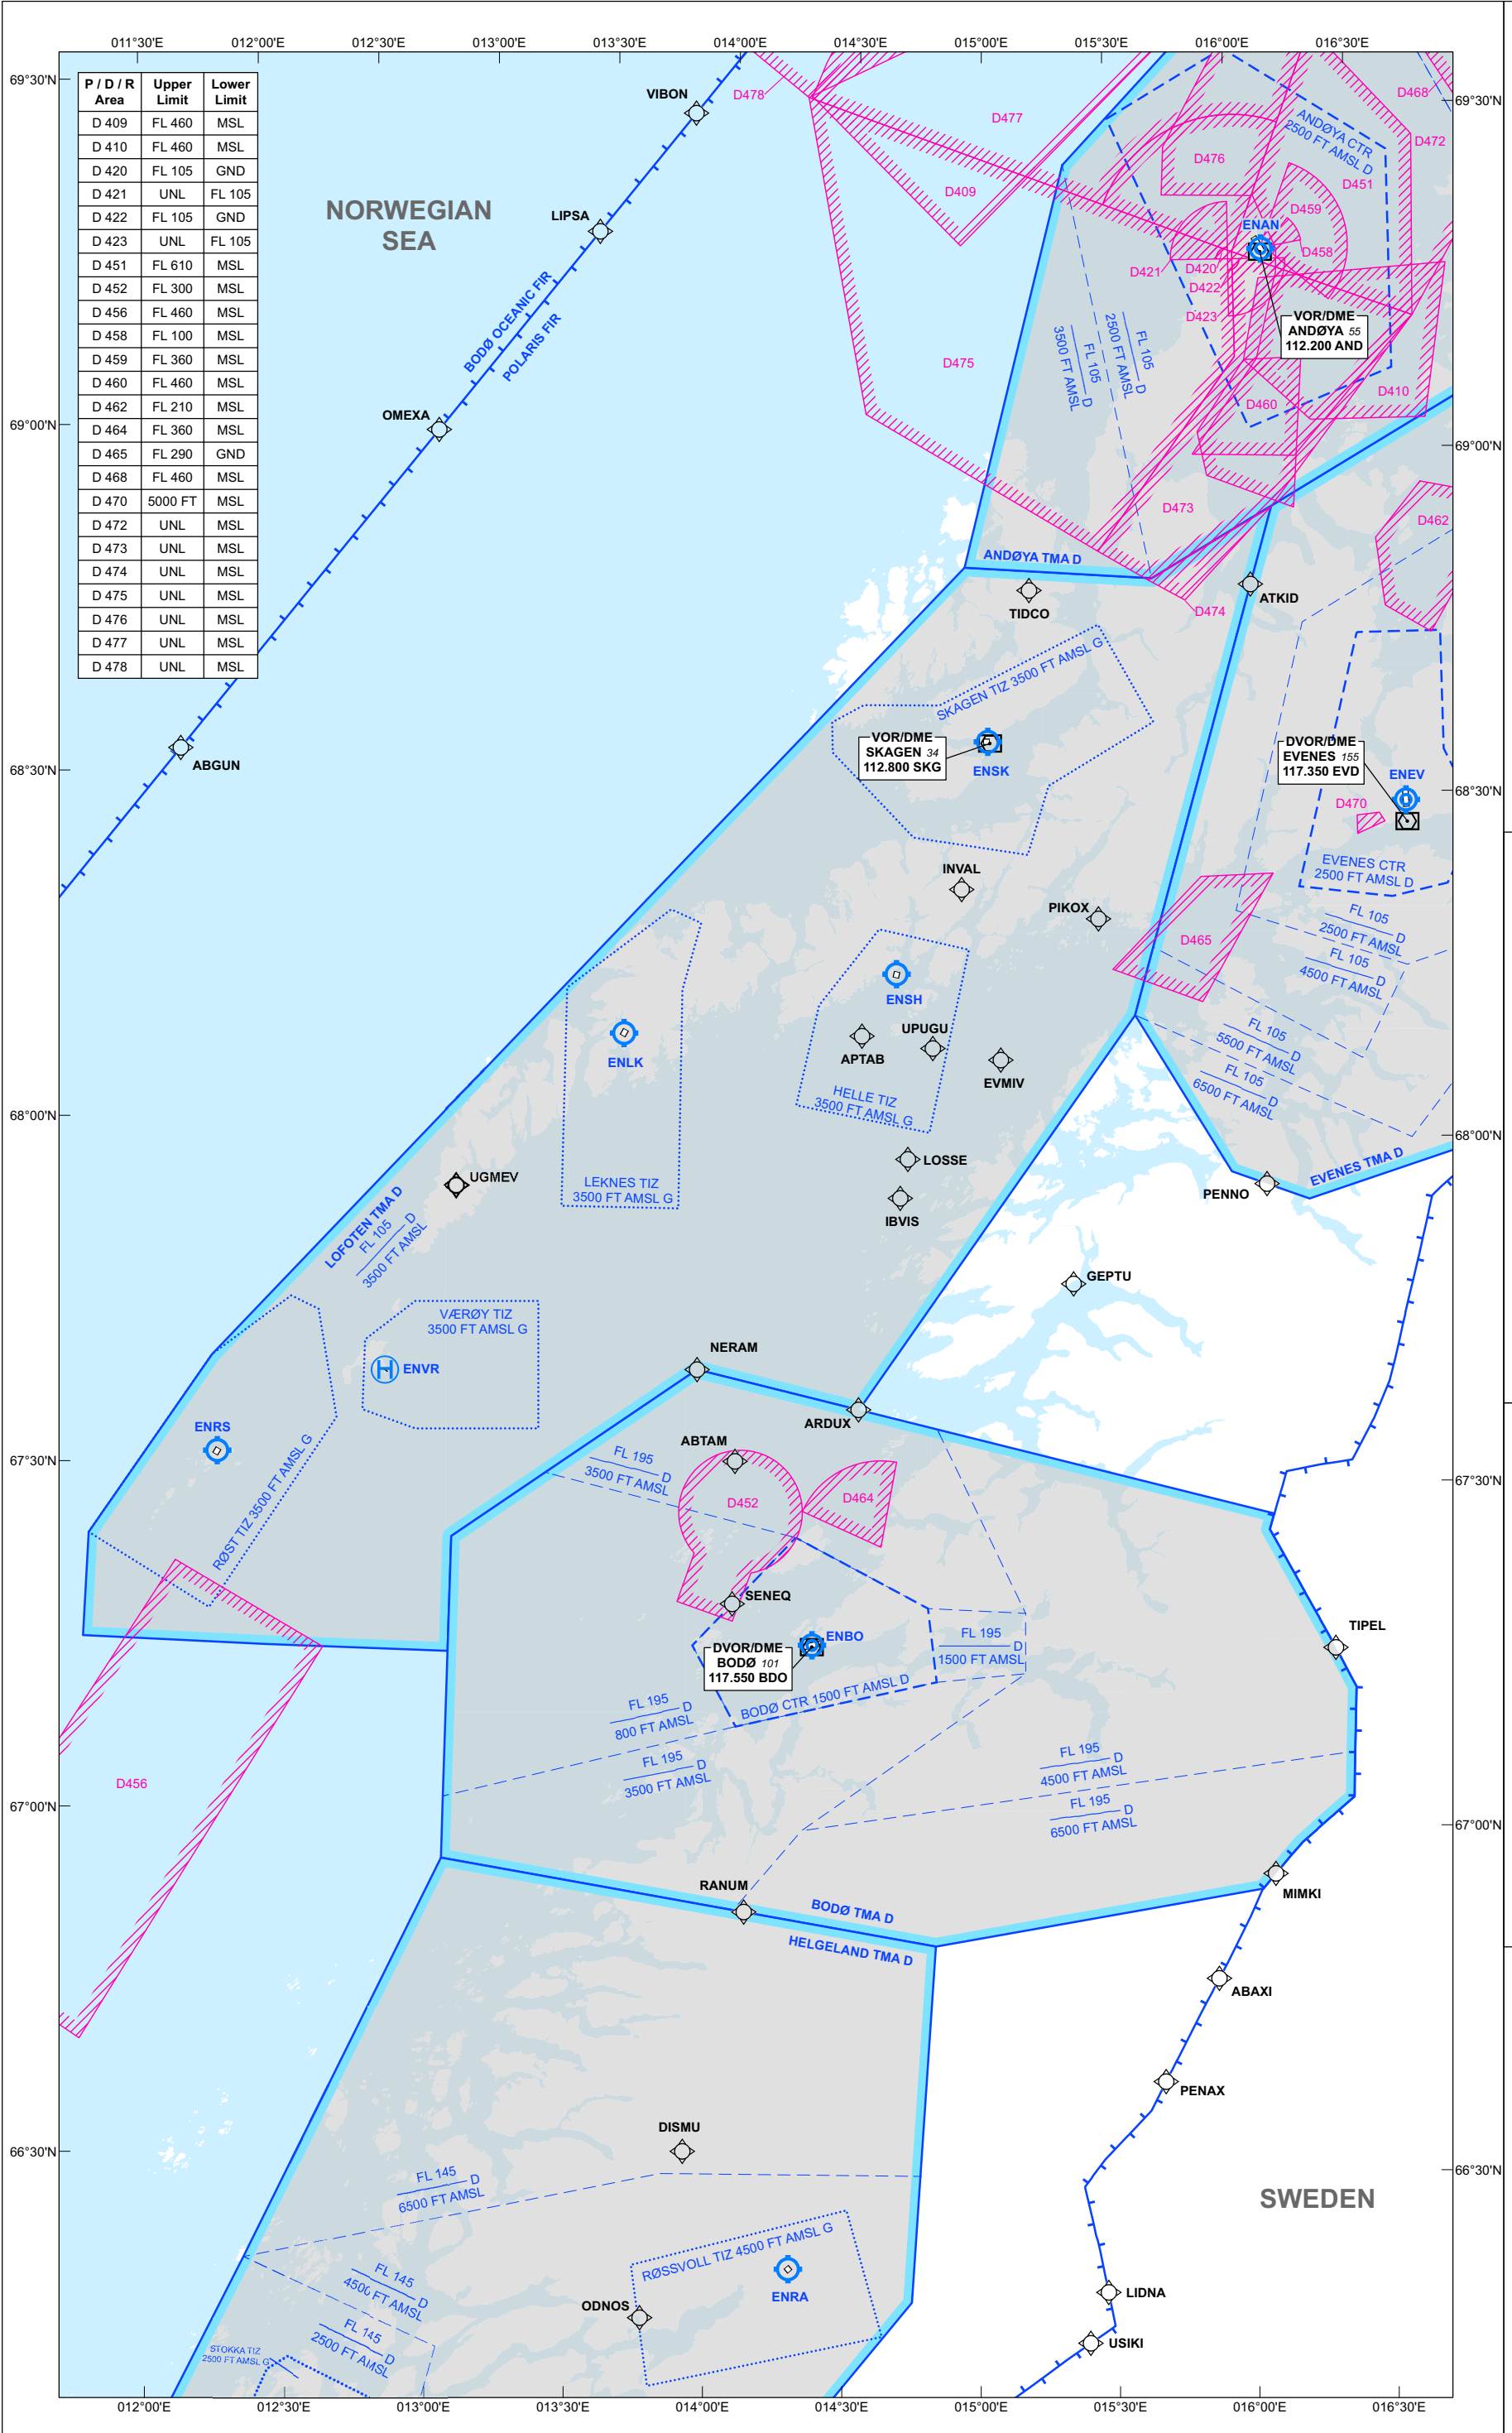 011°30'E 012°00'E 012°30'E 013°00'E 013°30'E 014°00'E 014°30'E 015°00'E 015°30'E 016°00'E 016°30'E
69°30'N
69°30'N
P / D / R Area Upper Limit Lower Limit
D 409 FL 460 MSL
D 410 FL 460 MSL
D 420 FL 105 GND
D 421 UNL FL 105
D 422 FL 105 GND
D 423 UNL FL 105
D 451 FL 610 MSL
D 452 FL 300 MSL
D 456 FL 460 MSL
D 458 FL 100 MSL
D 459 FL 360 MSL
D 460 FL 460 MSL
D 462 FL 210 MSL
D 464 FL 360 MSL
D 465 FL 290 GND
D 468 FL 460 MSL
D 470 5000 FT MSL
D 472 UNL MSL
D 473 UNL MSL
D 474 UNL MSL
D 475 UNL MSL
D 476 UNL MSL
D 477 UNL MSL
D 478 UNL MSL
VIBON
D478
D477
D468
D472
ANDØYA CTR
2500 FT AMSL D
D476
D451
D409
NORWEGIAN
SEA
LIPSA
D459
ENAN
D458
D421
D420
D422
D423
BODØ OCEANIC FIR
POLARIS FIR
VOR/DME
ANDØYA 55
112.200 AND
FL 105
D
2500 FT AMSL
FL 105
D
3500 FT AMSL
D475
D410
D460
OMEXA
69°00'N
69°00'N
D473
D462
ANDØYA TMA D
TIDCO
D474
ATKID
SKAGEN TIZ 3500 FT AMSL G
VOR/DME
SKAGEN 34
112.800 SKG
ENSK
DVOR/DME
EVENES 155
117.350 EVD
ENEV
D470
ABGUN
68°30'N
68°30'N
EVENES CTR
2500 FT AMSL D
INVAL
PIKOX
FL 105
D
2500 FT AMSL
D465
FL 105
D
4500 FT AMSL
ENSH
ENLK
UPUGU
APTAB
EVMIV
FL 105
D
5500 FT AMSL
FL 105
D
6500 FT AMSL
HELLE TIZ
3500 FT AMSL G
68°00'N
68°00'N
LOSSE
EVENES TMA D
UGMEV
LEKNES TIZ
3500 FT AMSL G
PENNO
IBVIS
LOFOTEN TMA D
FL 105
D
3500 FT AMSL
GEPTU
VÆRØY TIZ
3500 FT AMSL G
ENVR
NERAM
ARDUX
ENRS
RØST TIZ 3500 FT AMSL G
ABTAM
67°30'N
67°30'N
FL 195
D
3500 FT AMSL
D452
D464
SENEQ
ENBO
DVOR/DME
BODØ 101
117.550 BDO
FL 195
D
1500 FT AMSL
TIPEL
BODØ CTR 1500 FT AMSL D
FL 195
D
800 FT AMSL
FL 195
D
3500 FT AMSL
FL 195
D
4500 FT AMSL
FL 195
D
6500 FT AMSL
D456
67°00'N
67°00'N
RANUM
MIMKI
BODØ TMA D
HELGELAND TMA D
ABAXI
PENAX
DISMU
66°30'N
66°30'N
FL 145
D
6500 FT AMSL
SWEDEN
RØSSVOLL TIZ 4500 FT AMSL G
ENRA
FL 145
D
4500 FT AMSL
ODNOS
LIDNA
FL 145
D
2500 FT AMSL
STOKKA TIZ
2500 FT AMSL G
USIKI
012°00'E 012°30'E 013°00'E 013°30'E 014°00'E 014°30'E 015°00'E 015°30'E 016°00'E 016°30'E